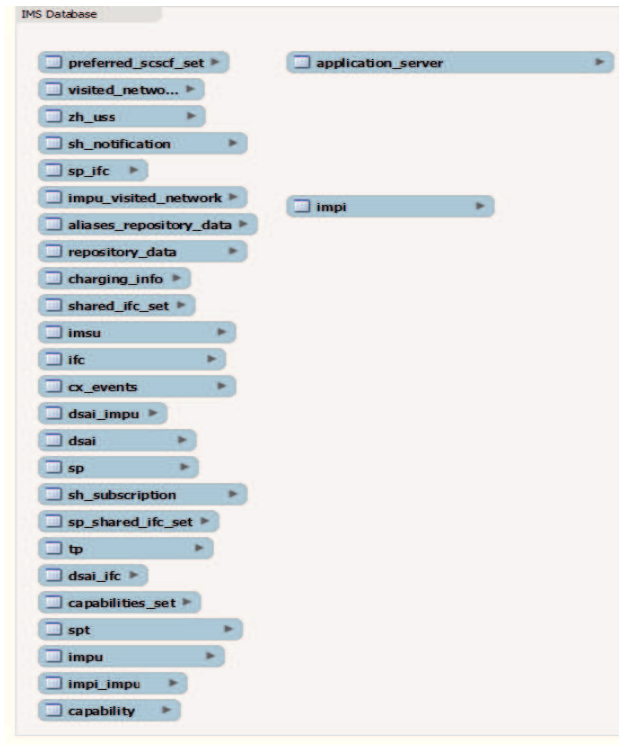 IMS Database
preferred_scscf_set
application_server
visited_netwo...
zh_uss
sh_notification
sp_ifc
impu_visited_network
impi
aliases_repository_data
repository_data
charging_info
shared_ifc_set
imsu
ifc
cx_events
dsai_impu
dsai
sp
sh_subscription
sp_shared_ifc_set
tp
dsai_ifc
capabilities_set
spt
impu
impi_impu
capability